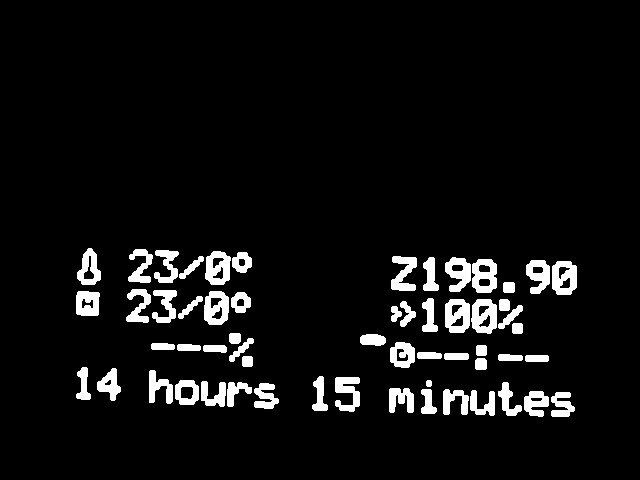 23/0° Z198.90
23/0° »100%
---% --:--
14 hours 15 minutes